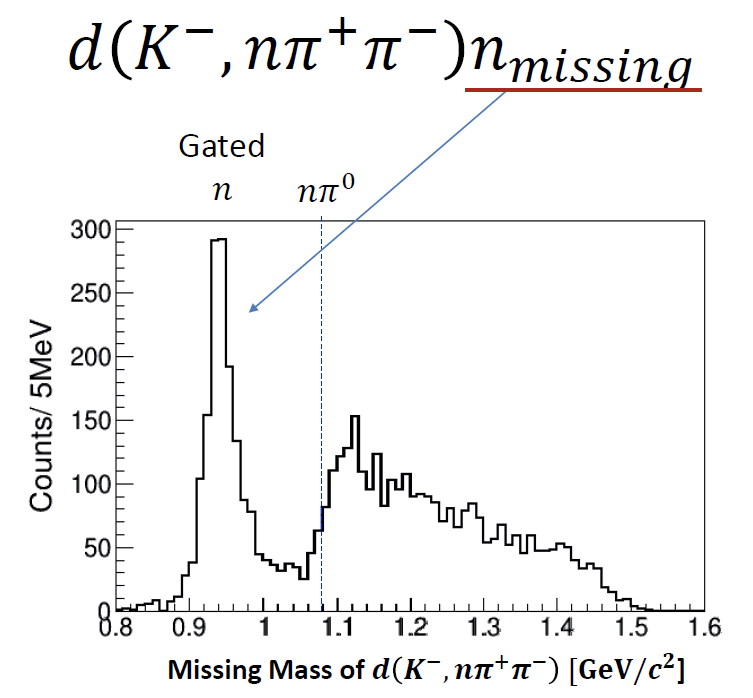 d(K⁻, nπ⁺π⁻)n_missing
Gated
n nπ⁰
300
250
200
150
100
50
0
0.8 0.9 1 1.1 1.2 1.3 1.4 1.5 1.6
Counts/ 5MeV
Missing Mass of d(K⁻, nπ⁺π⁻) [GeV/c²]